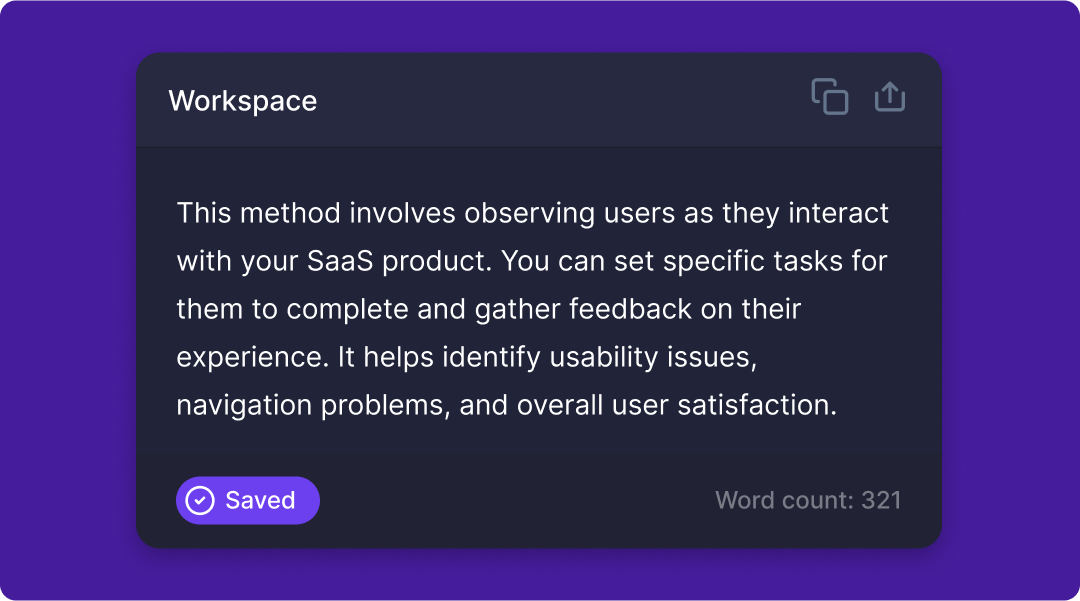 Workspace
This method involves observing users as they interact
with your SaaS product. You can set specific tasks for
them to complete and gather feedback on their
experience. It helps identify usability issues,
navigation problems, and overall user satisfaction.
Saved
Word count: 321